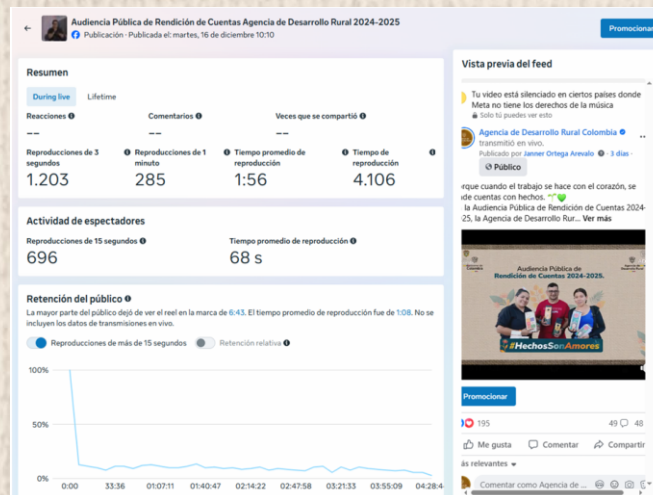 Audiencia Pública de Rendición de Cuentas Agencia de Desarrollo Rural 2024-2025
Publicación · Publicada el: martes, 16 de diciembre 10:10
Promocionar
Resumen
During live
Lifetime
Reacciones
Comentarios
Veces que se compartió
--
--
--
Reproducciones de 3 segundos
Reproducciones de 1 minuto
Tiempo promedio de reproducción
Tiempo de reproducción
1.203
285
1:56
4.106
Actividad de espectadores
Reproducciones de 15 segundos
Tiempo promedio de reproducción
696
68 s
Retención del público
La mayor parte del público dejó de ver el reel en la marca de 6:43. El tiempo promedio de reproducción fue de 1:08. No se
incluyen los datos de transmisiones en vivo.
Reproducciones de más de 15 segundos
Retención relativa
100%
50%
0%
0:00 33:36 01:07:11 01:40:47 02:14:22 02:47:58 03:21:33 03:55:09 04:28:4
Vista previa del feed
Tu video está silenciado en ciertos países donde
Meta no tiene los derechos de la música
Solo tú puedes ver esto
Agencia de Desarrollo Rural Colombia
transmitió en vivo.
Publicado por Janner Ortega Arevalo · 3 días ·
Público
orque cuando el trabajo se hace con el corazón, se
de cuentas con hechos.
la Audiencia Pública de Rendición de Cuentas 2024-
25, la Agencia de Desarrollo Rur... Ver más
Audiencia Pública de
Rendición de Cuentas 2024-2025.
#HechosSonAmores
Promocionar
195
49
48
Me gusta
Comentar
Compartir
ás relevantes
Comentar como Agencia de ...